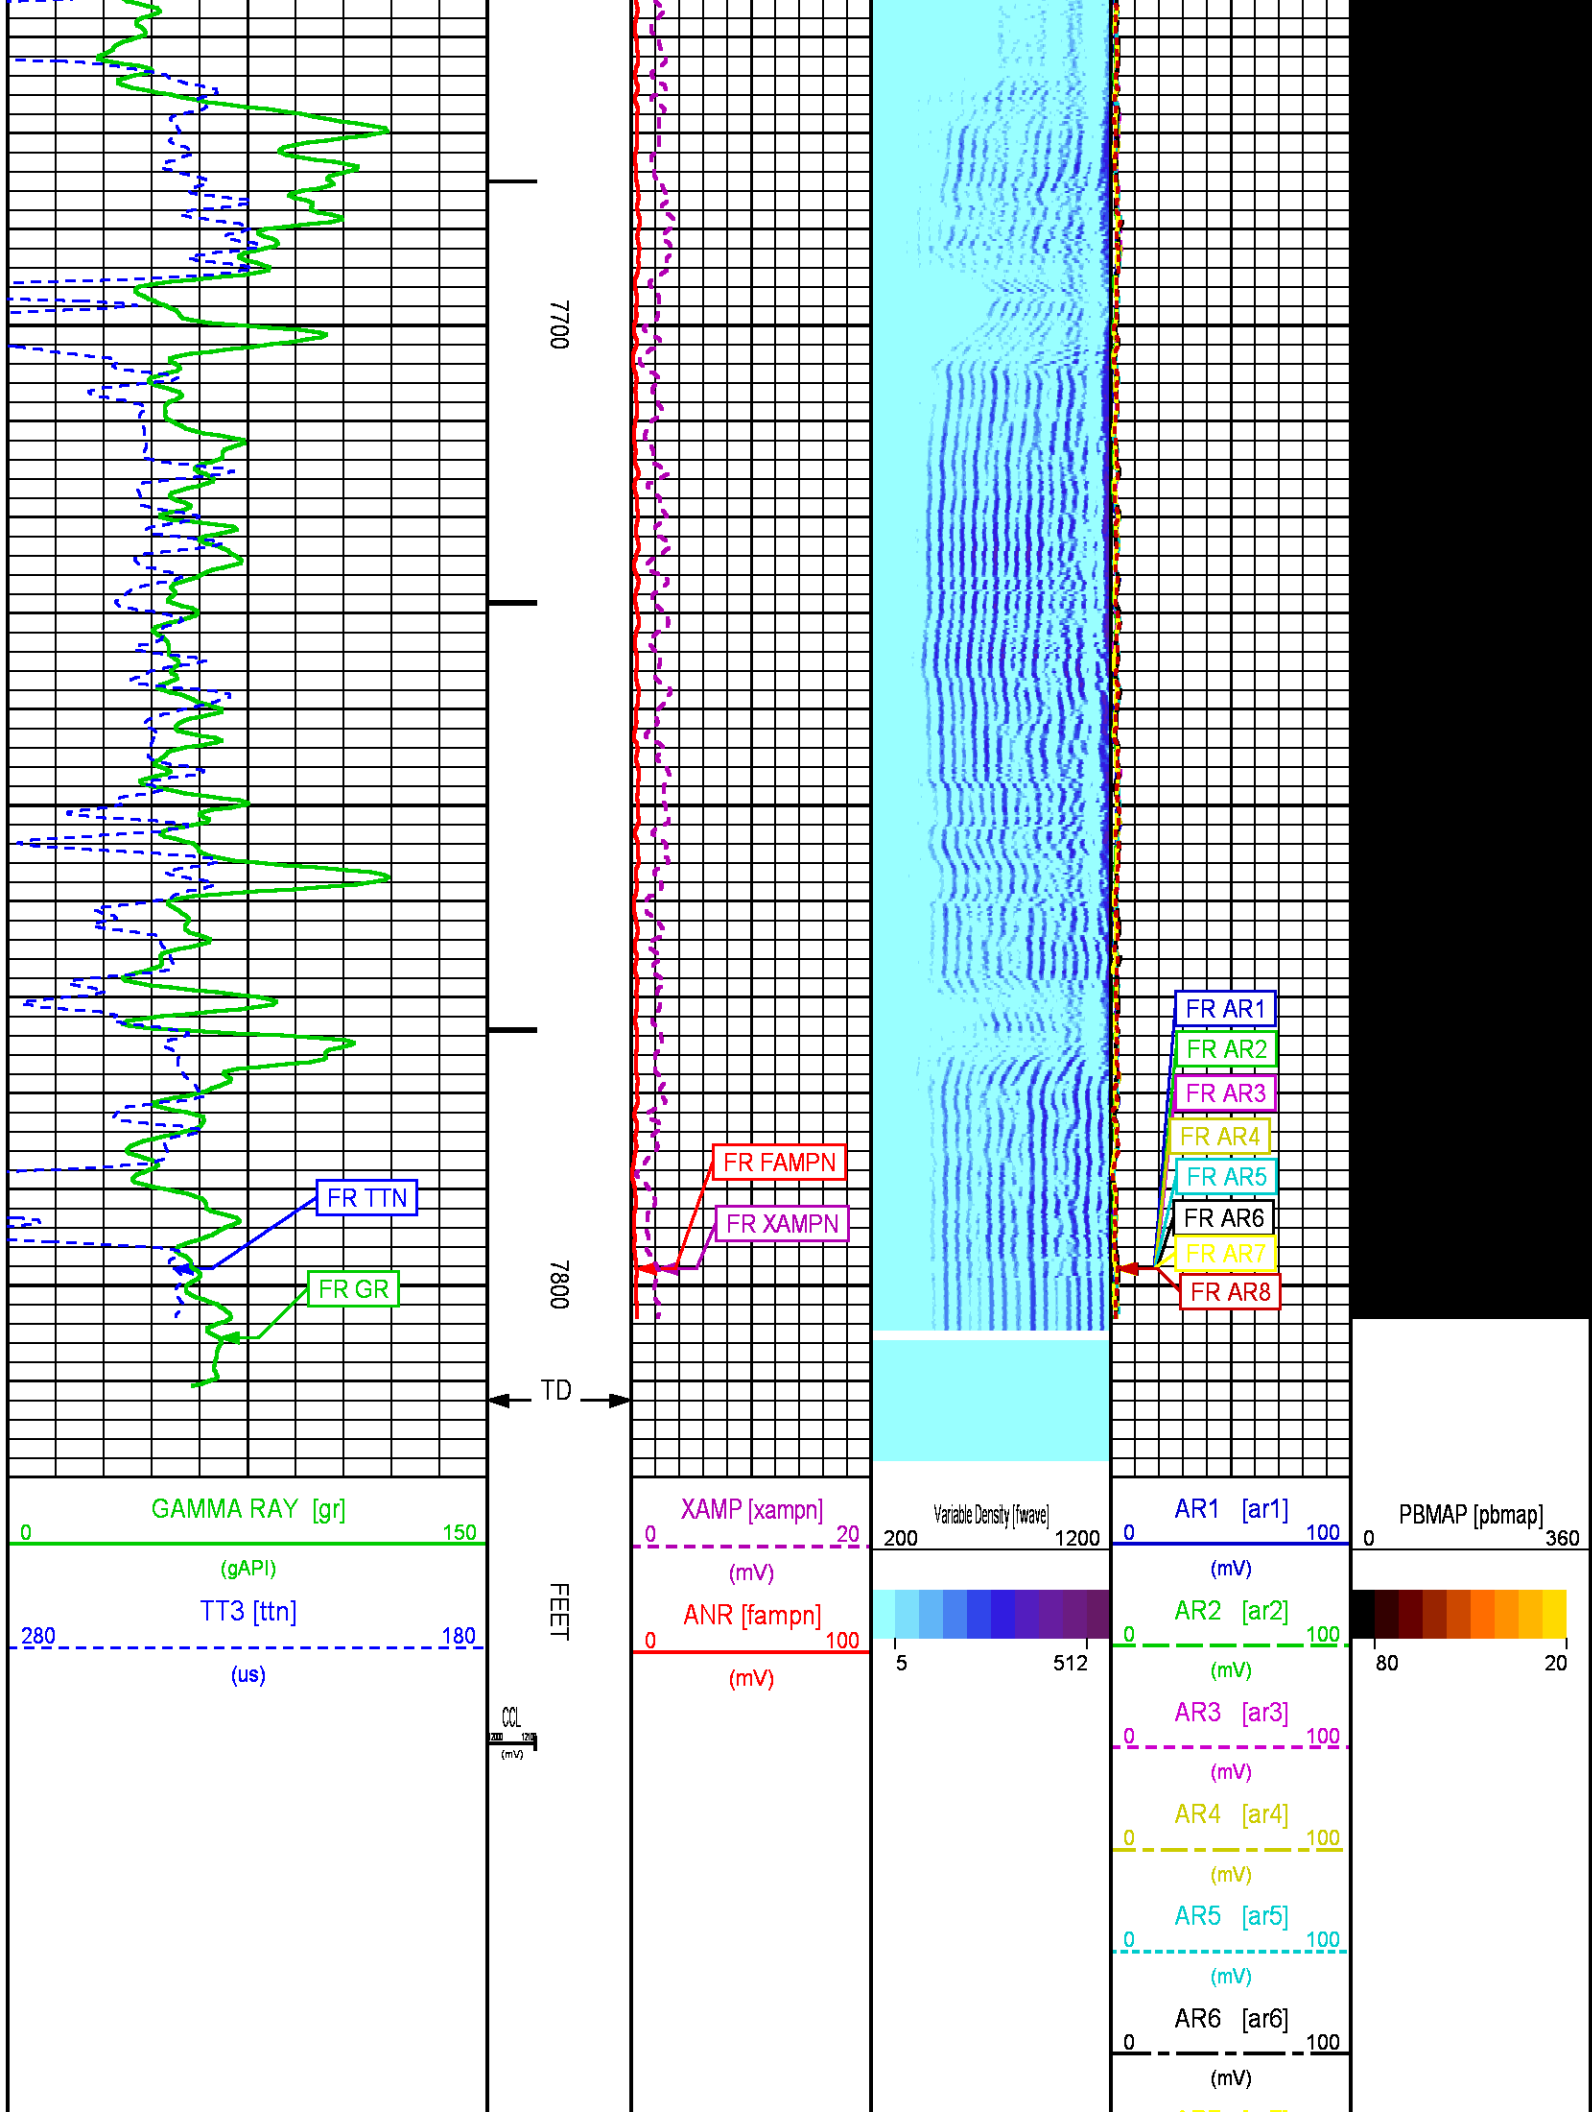 7700
FR AR1
FR AR2
FR AR3
FR AR4
FR FAMPN
FR AR5
FR TTN
FR XAMPN
FR AR6
FR AR7
7800
FR GR
FR AR8
TD
GAMMA RAY [gr]
0 150
(gAPI)
TT3 [ttn]
280 180
(us)
FEET
CCL
(mV)
XAMP [xampn]
0 20
(mV)
ANR [fampn]
0 100
(mV)
Variable Density [fwave]
200 1200
5 512
AR1 [ar1]
0 100
(mV)
AR2 [ar2]
0 100
(mV)
AR3 [ar3]
0 100
(mV)
AR4 [ar4]
0 100
(mV)
AR5 [ar5]
0 100
(mV)
AR6 [ar6]
0 100
(mV)
PBMAP [pbmap]
0 360
80 20